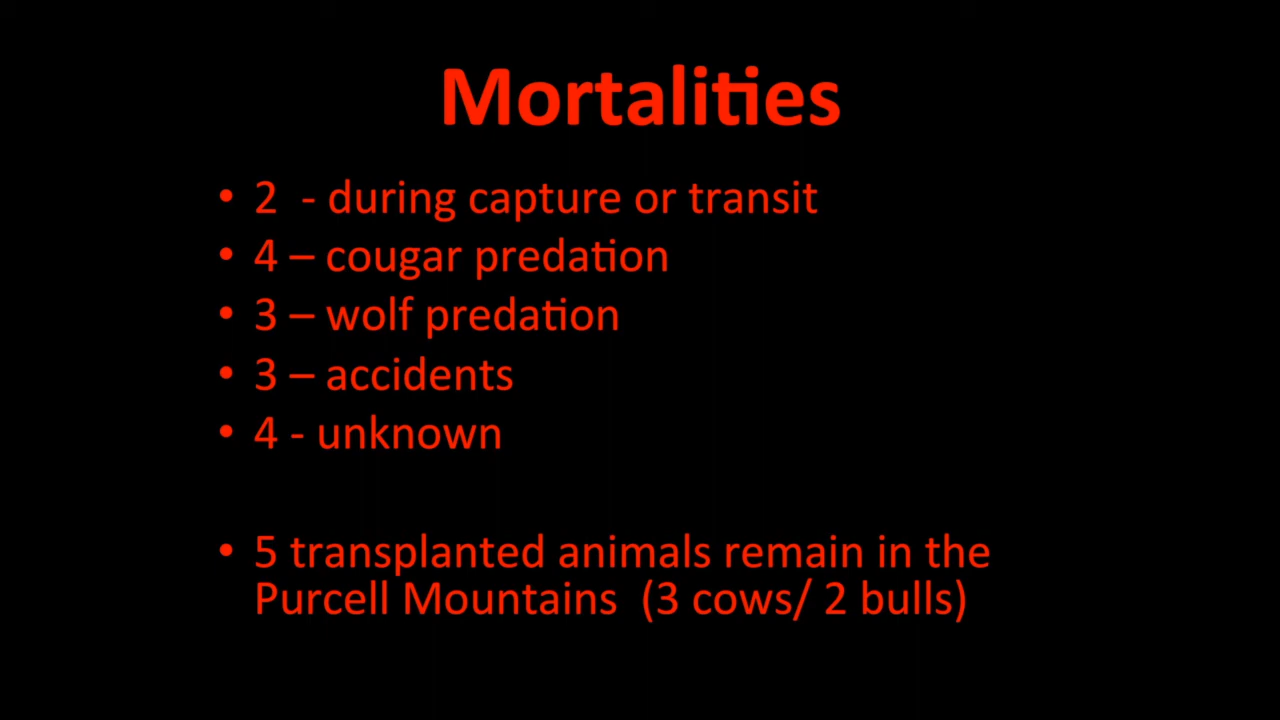 Mortalities
• 2  - during capture or transit
• 4 – cougar predation
• 3 – wolf predation
• 3 – accidents
• 4 - unknown
• 5 transplanted animals remain in the
Purcell Mountains  (3 cows/ 2 bulls)